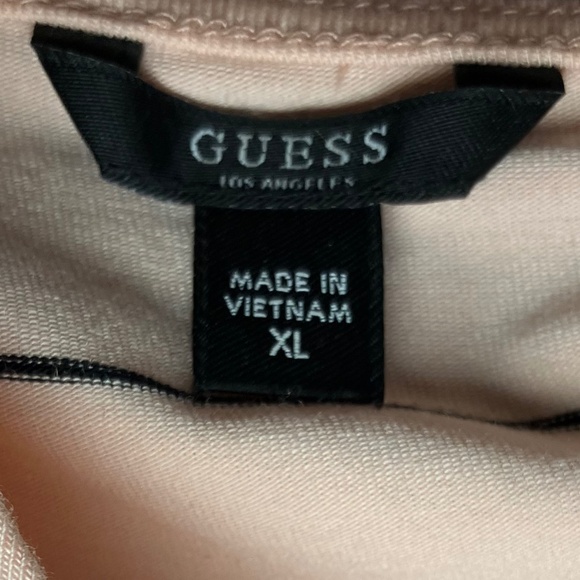 GUESS
LOS ANGELES
MADE IN
VIETNAM
XL